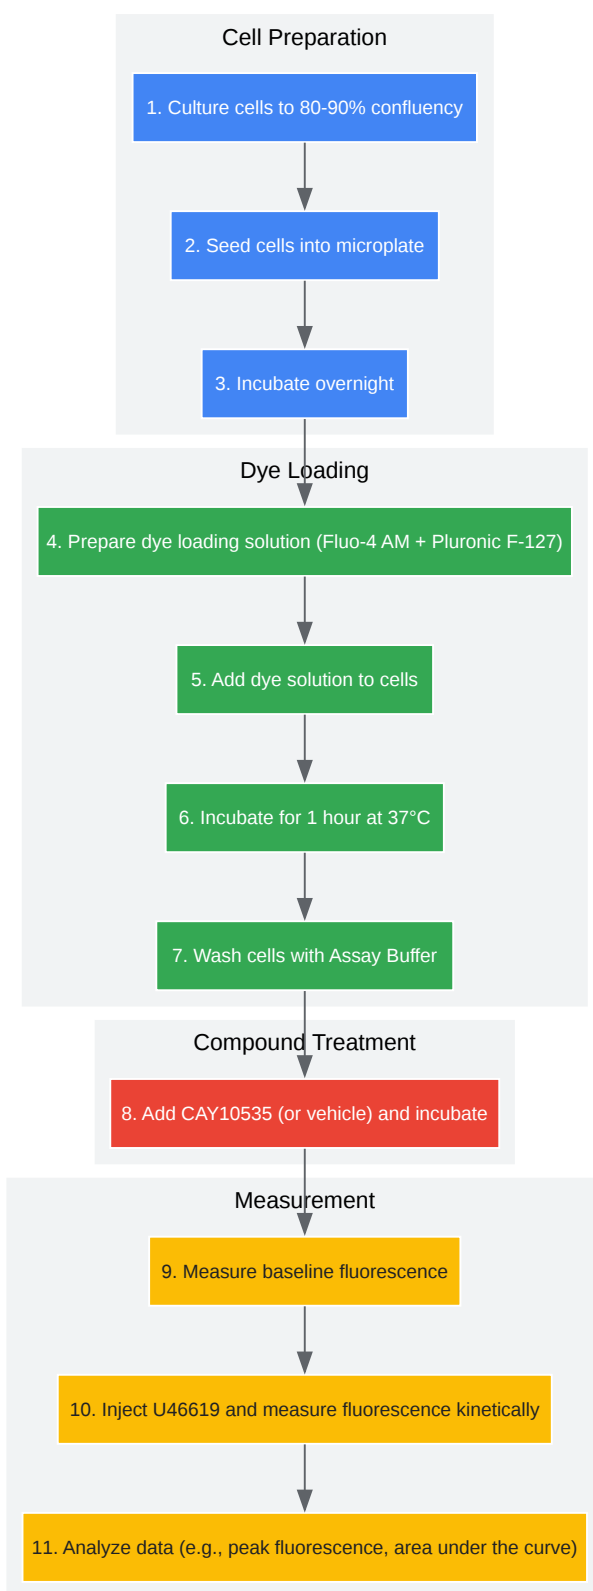 Cell Preparation
1. Culture cells to 80-90% confluency
2. Seed cells into microplate
3. Incubate overnight
Dye Loading
4. Prepare dye loading solution (Fluo-4 AM + Pluronic F-127)
5. Add dye solution to cells
6. Incubate for 1 hour at 37°C
7. Wash cells with Assay Buffer
Compound Treatment
8. Add CAY10535 (or vehicle) and incubate
Measurement
9. Measure baseline fluorescence
10. Inject U46619 and measure fluorescence kinetically
11. Analyze data (e.g., peak fluorescence, area under the curve)